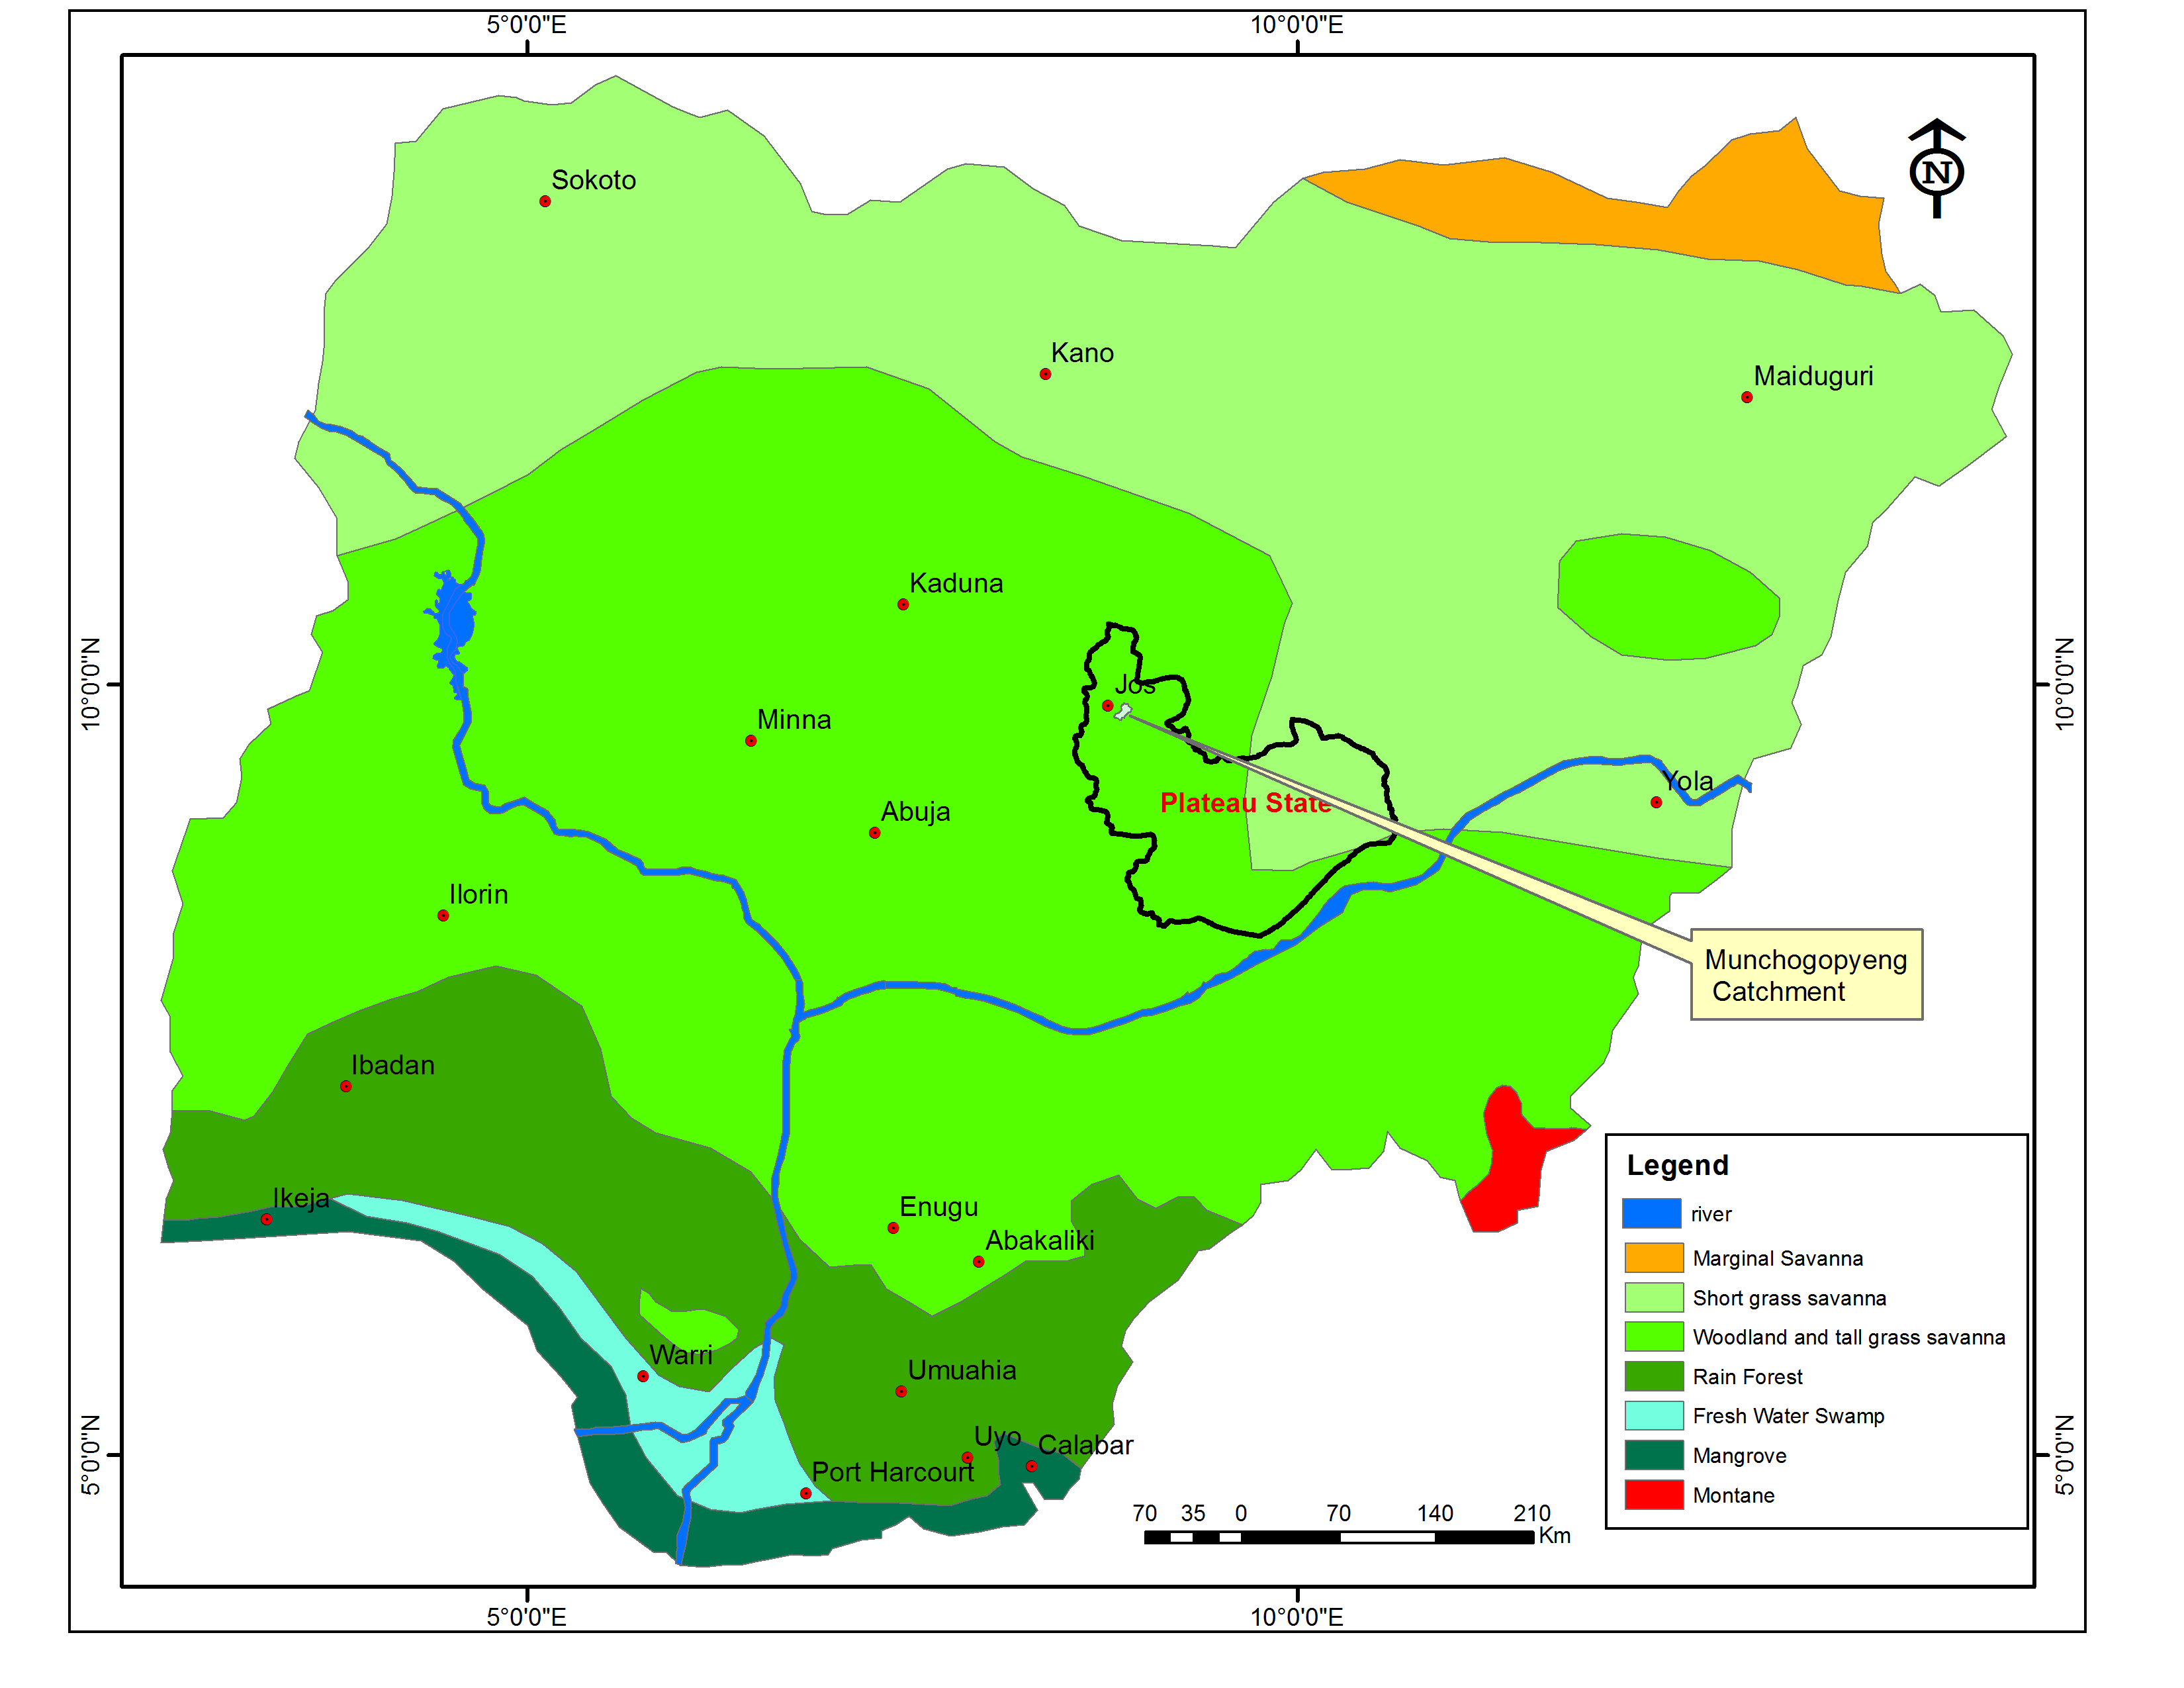 5°0'0"E
10°0'0"E
N
Sokoto
Kano
Maiduguri
Kaduna
10°0'0"N
10°0'0"N
Jos
Minna
Yola
Plateau State
Abuja
Ilorin
Munchogopyeng
Catchment
Ibadan
Ikeja
Enugu
Abakaliki
Warri
Umuahia
Uyo
Calabar
Port Harcourt
5°0'0"N
5°0'0"N
Legend
river
Marginal Savanna
Short grass savanna
Woodland and tall grass savanna
Rain Forest
Fresh Water Swamp
Mangrove
Montane
70 35 0 70 140 210
Km
5°0'0"E
10°0'0"E